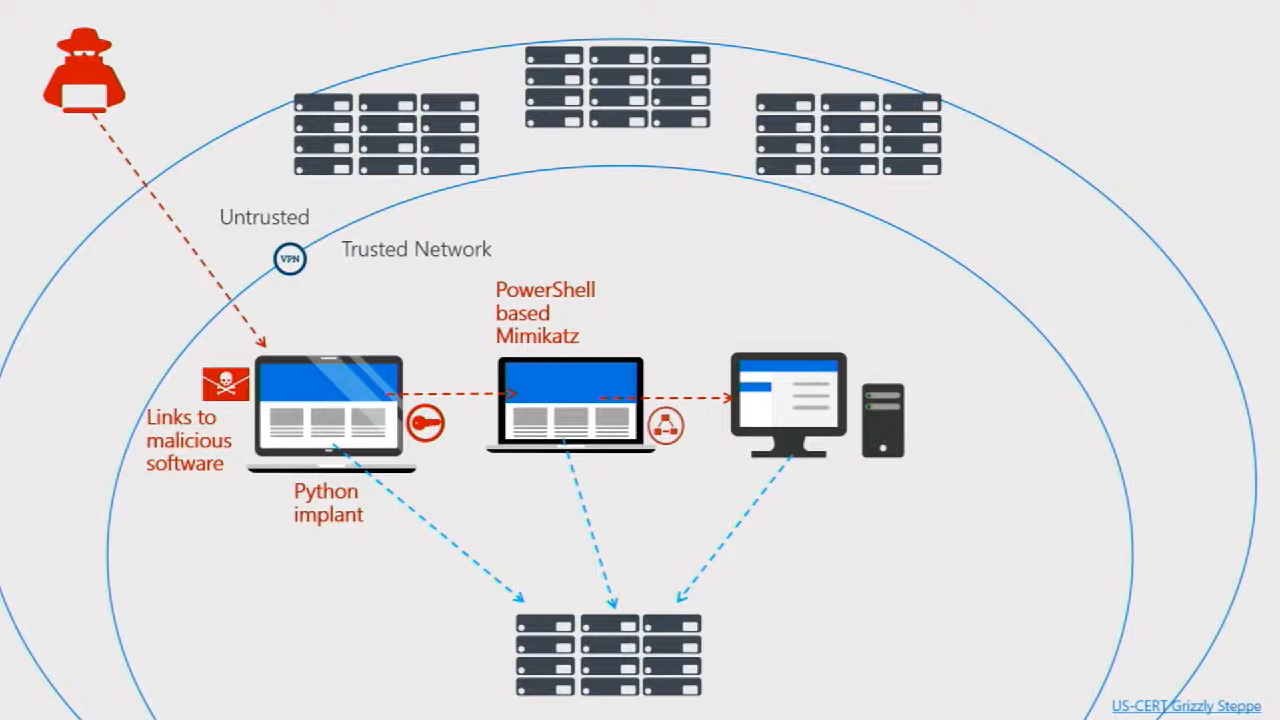 Untrusted
VPN
Trusted Network
PowerShell
based
Mimikatz
Links to
malicious
software
Python
implant
US-CERT Grizzly Steppe